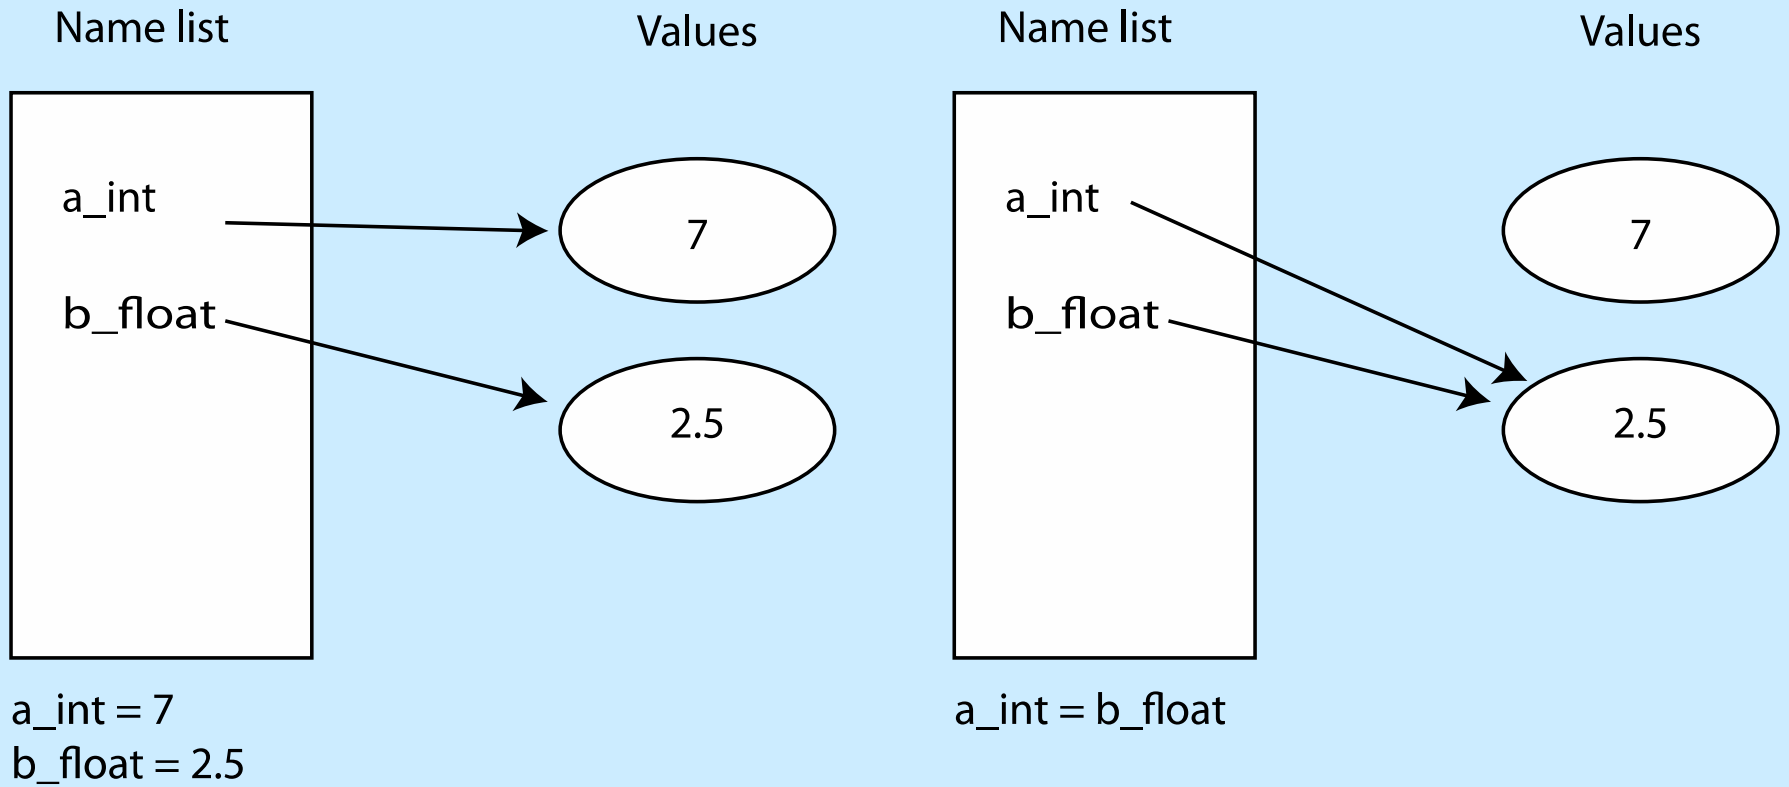 Name list
Values
a_int
7
b_float
2.5
a_int = 7
b_float = 2.5
Name list
Values
a_int
7
b_float
2.5
a_int = b_float